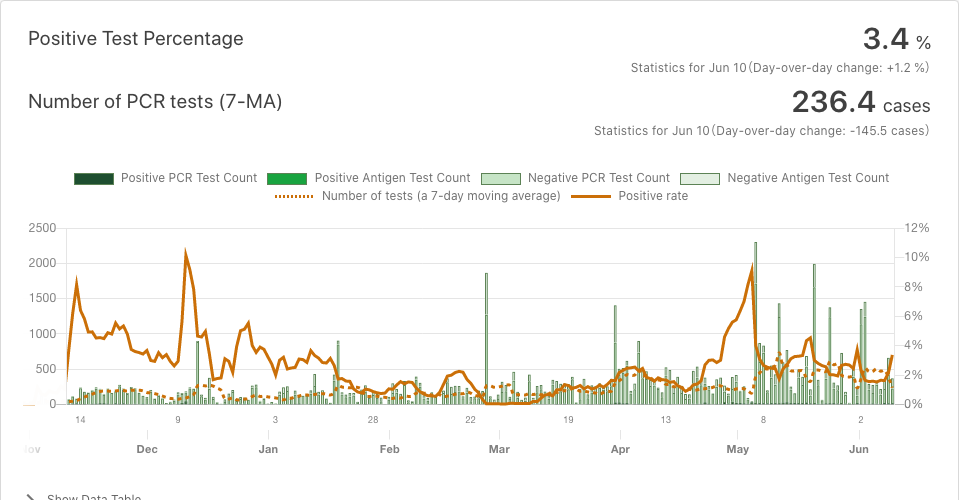 Positive Test Percentage
3.4 %
Statistics for Jun 10(Day-over-day change: +1.2 %)
Number of PCR tests (7-MA)
236.4 cases
Statistics for Jun 10(Day-over-day change: -145.5 cases)
Positive PCR Test Count Positive Antigen Test Count Negative PCR Test Count Negative Antigen Test Count
Number of tests (a 7-day moving average) Positive rate
2500 12%
2000 10%
1500 8%
6%
1000 4%
500 2%
0 0%
14 9 3 28 22 19 13 8 2
ov Dec Jan Feb Mar Apr May Jun
Show Data Table